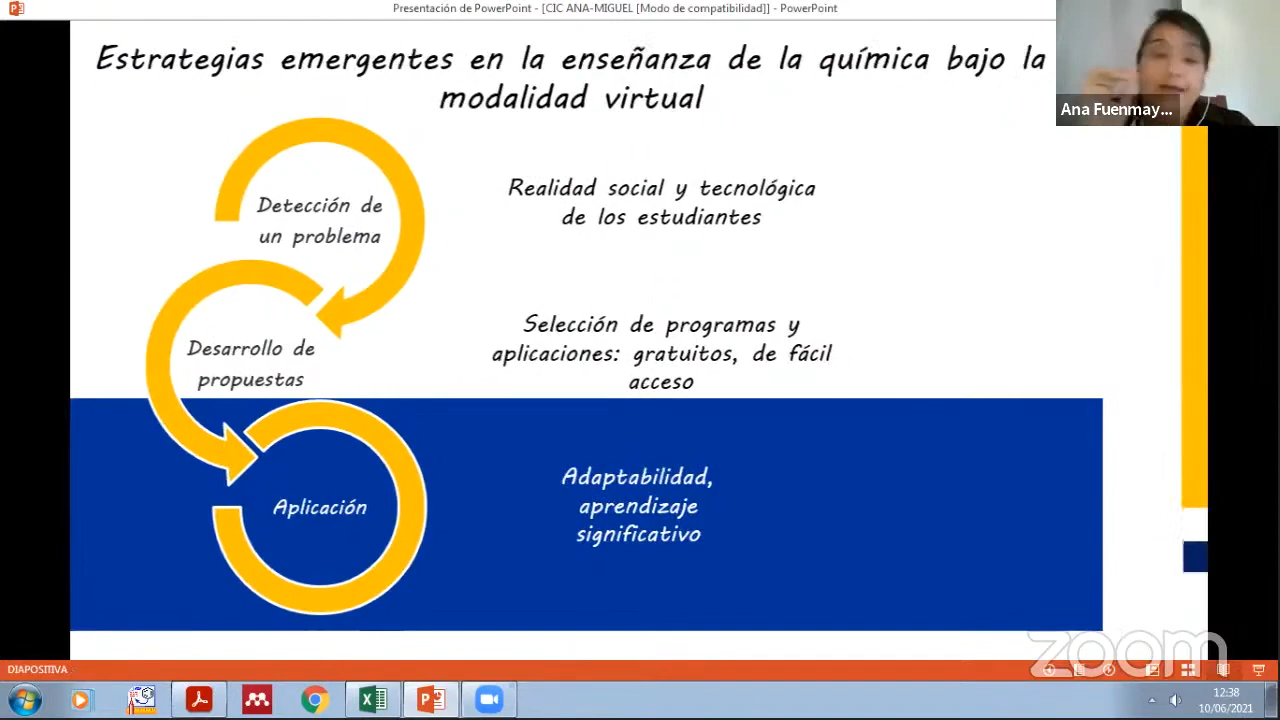 Presentación de PowerPoint - [CIC ANA-MIGUEL [Modo de compatibilidad]] - PowerPoint
Estrategias emergentes en la enseñanza de la química bajo la
modalidad virtual
Ana Fuenmay...
Detección de
un problema
Realidad social y tecnológica
de los estudiantes
Desarrollo de
propuestas
Selección de programas y
aplicaciones: gratuitos, de fácil
acceso
Aplicación
Adaptabilidad,
aprendizaje
significativo
zoom
DIAPOSITIVA
12:38
10/06/2021